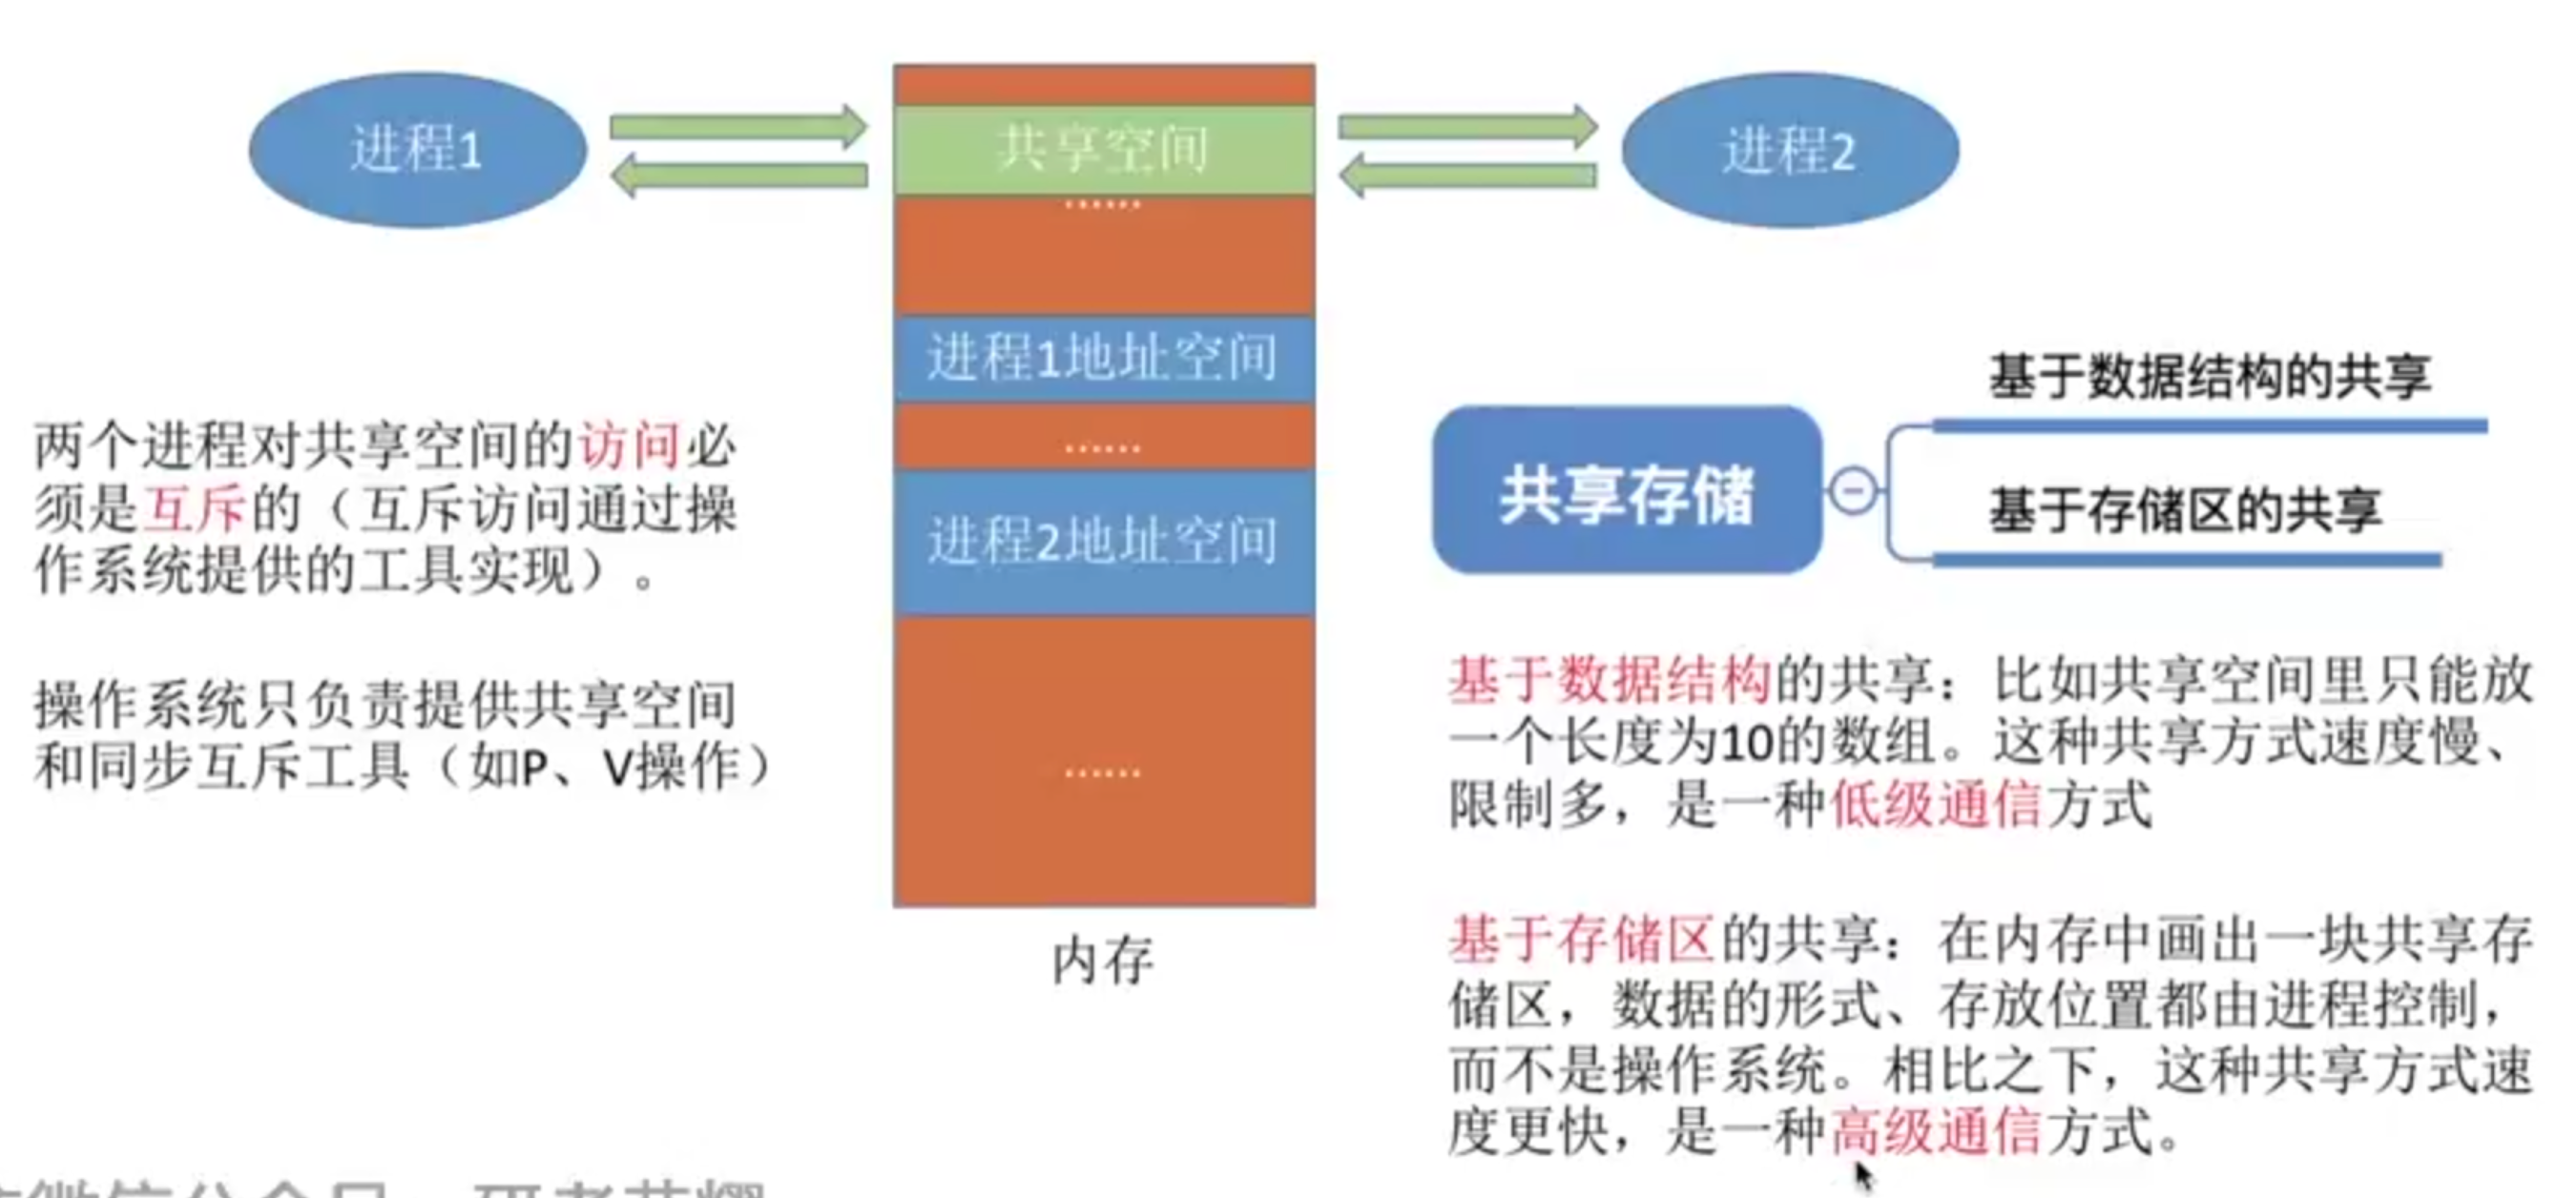 进程1
共享空间
进程2
……
进程1地址空间
……
进程2地址空间
……
内存
两个进程对共享空间的访问必
须是互斥的（互斥访问通过操
作系统提供的工具实现）。
操作系统只负责提供共享空间
和同步互斥工具（如P、V操作）
共享存储
基于数据结构的共享
基于存储区的共享
基于数据结构的共享：比如共享空间里只能放
一个长度为10的数组。这种共享方式速度慢、
限制多，是一种低级通信方式
基于存储区的共享：在内存中画出一块共享存
储区，数据的形式、存放位置都由进程控制，
而不是操作系统。相比之下，这种共享方式速
度更快，是一种高级通信方式。